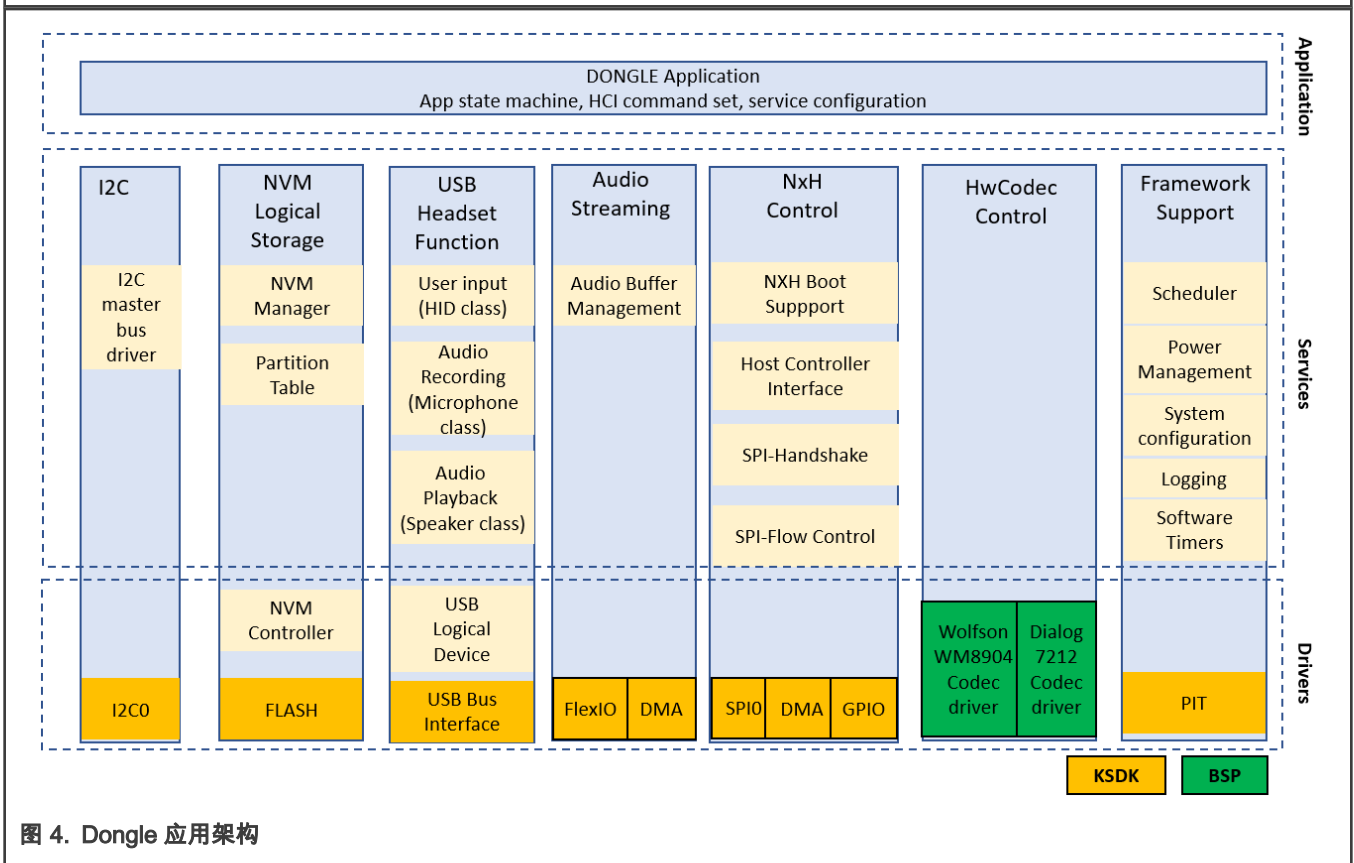 DONGLE Application
App state machine, HCI command set, service configuration
Application
I2C
I2C
master
bus
driver
I2C0
NVM
Logical
Storage
NVM
Manager
Partition
Table
NVM
Controller
FLASH
USB
Headset
Function
User input
(HID class)
Audio
Recording
(Microphone
class)
Audio
Playback
(Speaker class)
USB
Logical
Device
USB Bus
Interface
Audio
Streaming
Audio Buffer
Management
FlexIO
DMA
NxH
Control
NXH Boot
Suppport
Host Controller
Interface
SPI-Handshake
SPI-Flow Control
SPI0
DMA
GPIO
HwCodec
Control
Wolfson
WM8904
Codec
driver
Dialog
7212
Codec
driver
Framework
Support
Scheduler
Power
Management
System
configuration
Logging
Software
Timers
PIT
Services
Drivers
KSDK
BSP
图 4. Dongle 应用架构